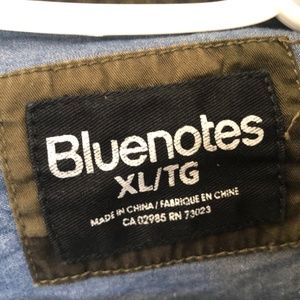 Bluenotes
XL/TG
MADE IN CHINA / FABRIQUE EN CHINE
CA 02985 RN 73023